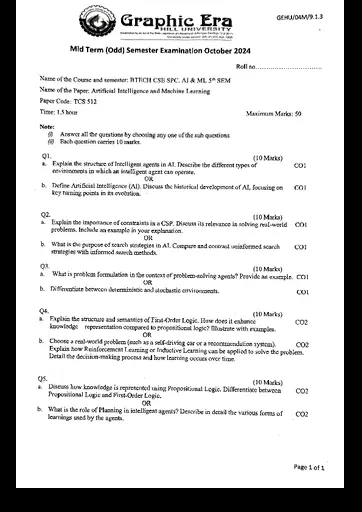 GEHU/04M/9.1.3
Graphic Era
HILL UNIVERSITY
Mid Term (Odd) Semester Examination October 2024
Roll no..............................
Name of the Course and semester: BTECH CSE SPC. AI & ML 5th SEM
Name of the Paper: Artificial Intelligence and Machine Learning
Paper Code: TCS 512
Time: 1.5 hour Maximum Marks: 50
Note:
(i) Answer all the questions by choosing any one of the sub questions
(ii) Each question carries 10 marks.
Q1. (10 Marks)
a. Explain the structure of Intelligent agents in AI. Describe the different types of CO1
environments in which an intelligent agent can operate.
OR
b. Define Artificial Intelligence (AI). Discuss the historical development of AI, focusing on CO1
key turning points in its evolution.
Q2. (10 Marks)
a. Explain the importance of constraints in a CSP. Discuss its relevance in solving real-world CO1
problems. Include an example in your explanation.
OR
b. What is the purpose of search strategies in AI. Compare and contrast uninformed search CO1
strategies with informed search methods.
Q3. (10 Marks)
a. What is problem formulation in the context of problem-solving agents? Provide an example. CO1
OR
b. Differentiate between deterministic and stochastic environments. CO1
Q4. (10 Marks)
a. Explain the structure and semantics of First-Order Logic. How does it enhance CO2
knowledge representation compared to propositional logic? Illustrate with examples.
OR
b. Choose a real-world problem (such as a self-driving car or a recommendation system). CO2
Explain how Reinforcement Learning or Inductive Learning can be applied to solve the problem.
Detail the decision-making process and how learning occurs over time.
Q5. (10 Marks)
a. Discuss how knowledge is represented using Propositional Logic. Differentiate between CO2
Propositional Logic and First-Order Logic.
OR
b. What is the role of Planning in intelligent agents? Describe in detail the various forms of CO2
learnings used by the agents.
Page 1 of 1